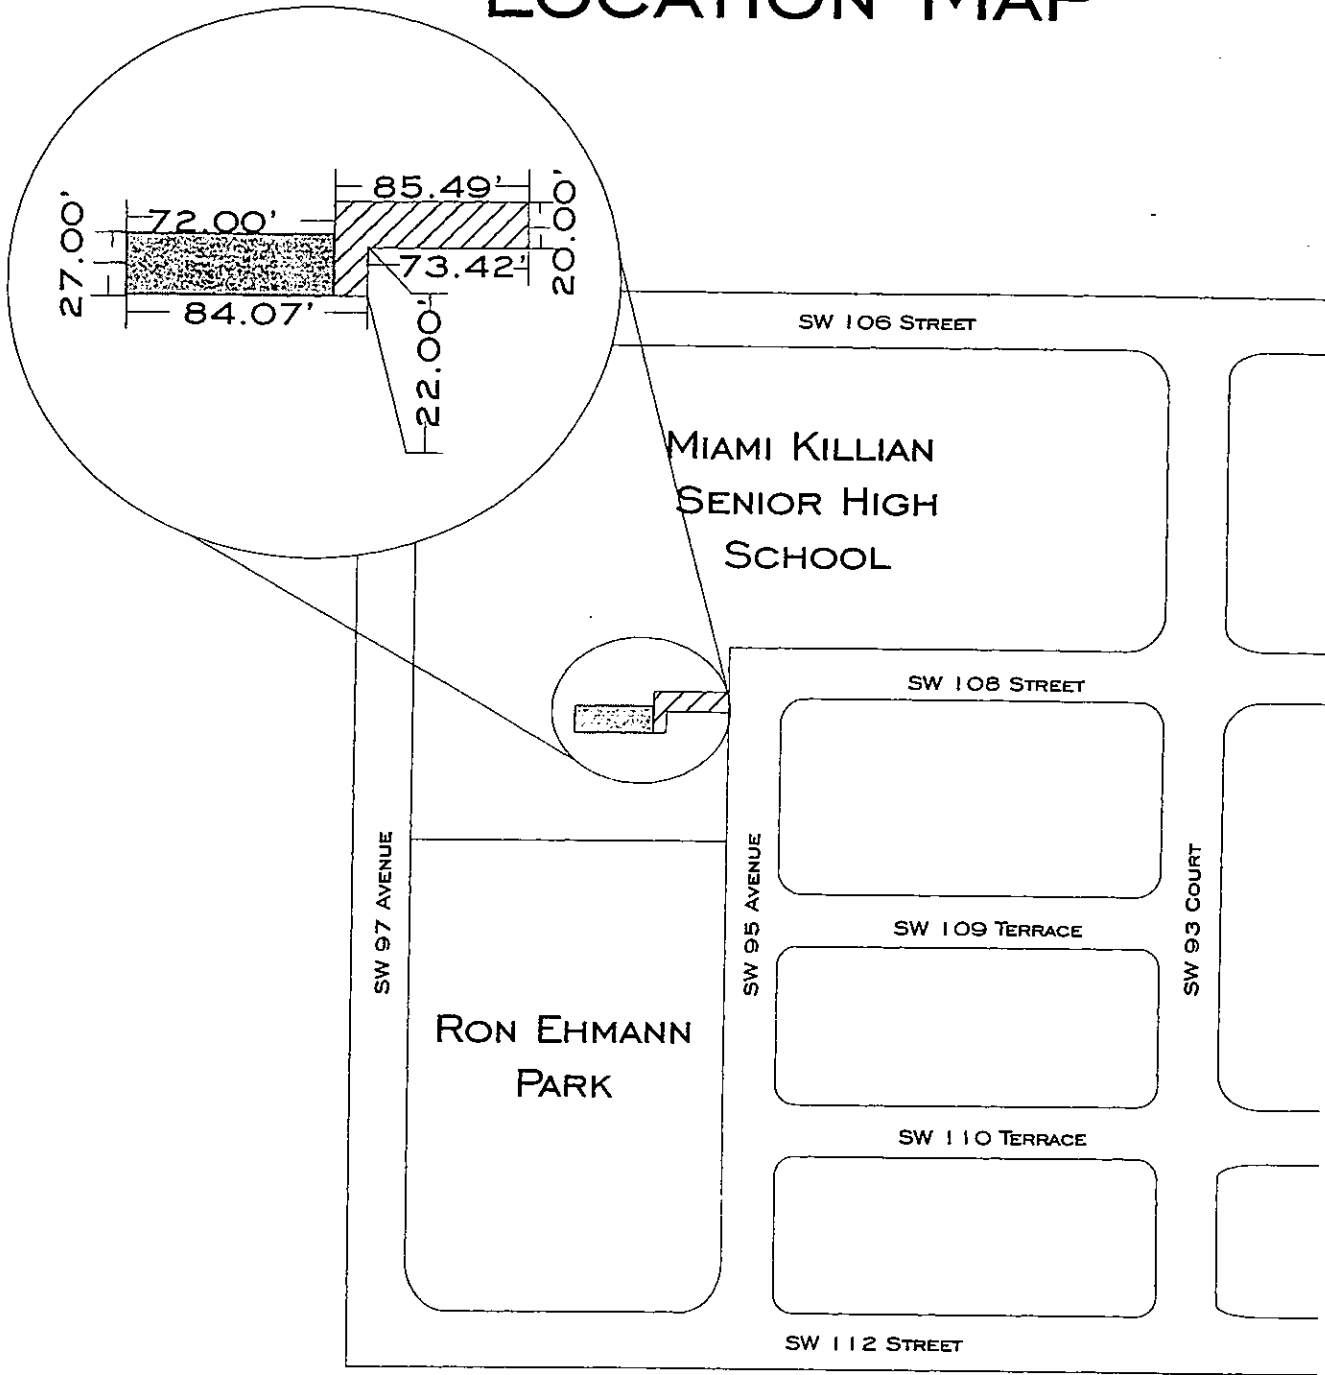 LOCATION MAP
85.49'
20.00'
72.00'
27.00'
73.42'
84.07'
22.00'
SW 106 STREET
MIAMI KILLIAN
SENIOR HIGH
SCHOOL
SW 108 STREET
SW 97 AVENUE
SW 95 AVENUE
SW 93 COURT
SW 109 TERRACE
RON EHMANN
PARK
SW 110 TERRACE
SW 112 STREET